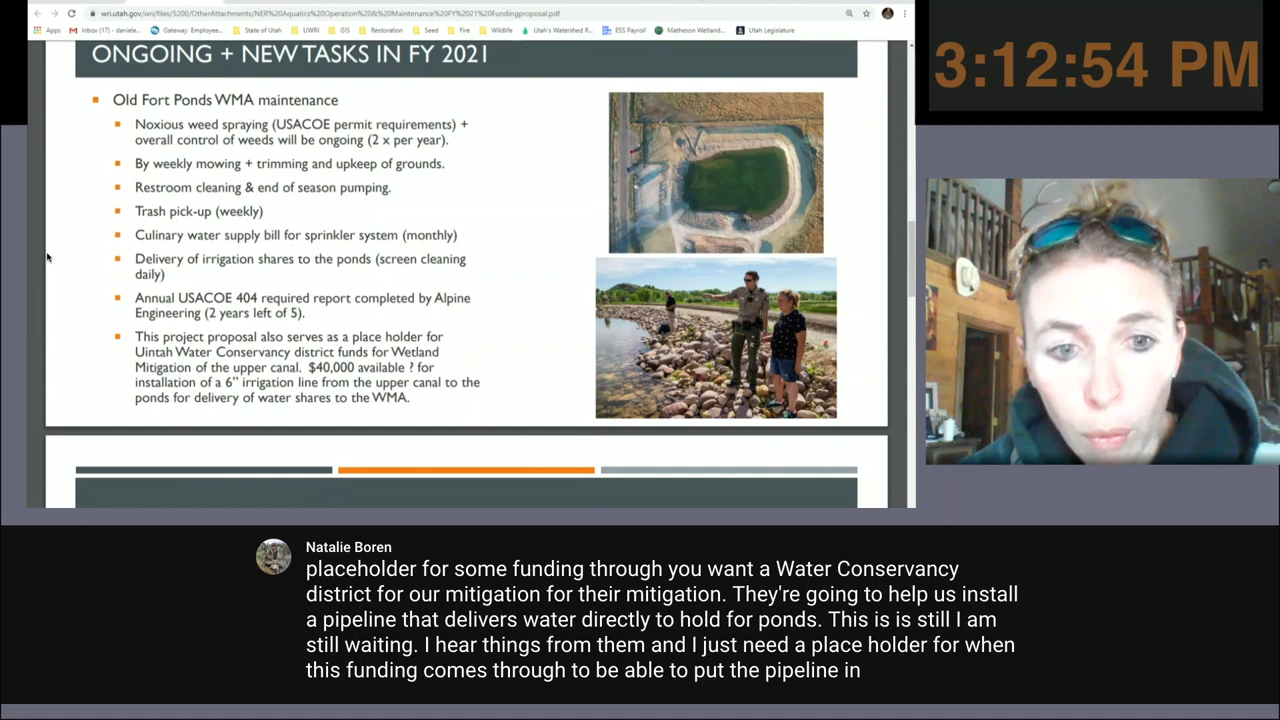 wri.utah.gov/wri/files/5200/OtherAttachments/NER%20Aquatics%20Operation%20&%20Maintenance%20FY%2021%20Fundingproposal.pdf
Apps Inbox (17) - daniele... Gateway Employee... State of Utah UWRI GIS Restoration Seed Fire Wildlife Utah's Watershed R... ESS Payroll Matheson Wetland... Utah Legislature
3:12:54 PM
ONGOING + NEW TASKS IN FY 2021
Old Fort Ponds WMA maintenance
Noxious weed spraying (USACOE permit requirements) +
overall control of weeds will be ongoing (2 x per year).
By weekly mowing + trimming and upkeep of grounds.
Restroom cleaning & end of season pumping.
Trash pick-up (weekly)
Culinary water supply bill for sprinkler system (monthly)
Delivery of irrigation shares to the ponds (screen cleaning
daily)
Annual USACOE 404 required report completed by Alpine
Engineering (2 years left of 5).
This project proposal also serves as a place holder for
Uintah Water Conservancy district funds for Wetland
Mitigation of the upper canal. $40,000 available ? for
installation of a 6” irrigation line from the upper canal to the
ponds for delivery of water shares to the WMA.
Natalie Boren
placeholder for some funding through you want a Water Conservancy
district for our mitigation for their mitigation. They're going to help us install
a pipeline that delivers water directly to hold for ponds. This is is still I am
still waiting. I hear things from them and I just need a place holder for when
this funding comes through to be able to put the pipeline in